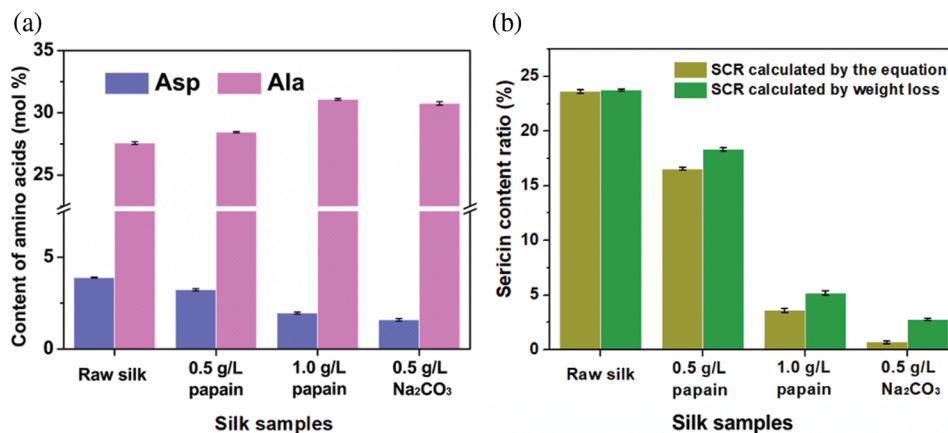 (a)
Content of amino acids (mol %)
35
30
25
5
0
Asp Ala
Raw silk
0.5 g/L papain
1.0 g/L papain
0.5 g/L Na₂CO₃
Silk samples
(b)
Sericin content ratio (%)
25
20
15
10
5
0
SCR calculated by the equation
SCR calculated by weight loss
Raw silk
0.5 g/L papain
1.0 g/L papain
0.5 g/L Na₂CO₃
Silk samples